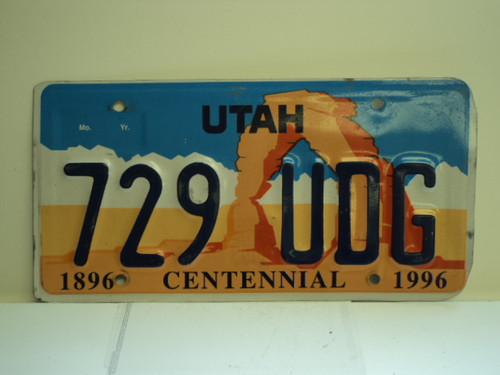 UTAH
Mo. Yr.
729 UDG
1896 CENTENNIAL 1996